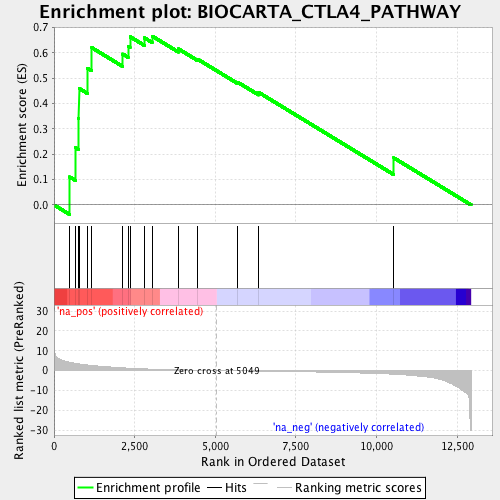 Enrichment plot: BIOCARTA_CTLA4_PATHWAY
Enrichment score (ES)
0.7
0.6
0.5
0.4
0.3
0.2
0.1
0.0
'na_pos' (positively correlated)
Ranked list metric (PreRanked)
30
20
10
0
-10
-20
-30
Zero cross at 5049
'na_neg' (negatively correlated)
0
2,500
5,000
7,500
10,000
12,500
Rank in Ordered Dataset
Enrichment profile
Hits
Ranking metric scores